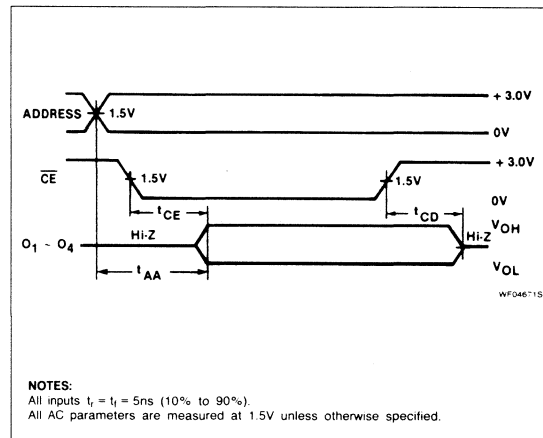 + 3.0V
ADDRESS 1.5V
0V
+ 3.0V
CE 1.5V 1.5V
0V
tCE tCD
VOH
Hi-Z Hi-Z
O1 ~ O4
VOL
tAA
WF04671S
NOTES:
All inputs tr = tf = 5ns (10% to 90%).
All AC parameters are measured at 1.5V unless otherwise specified.